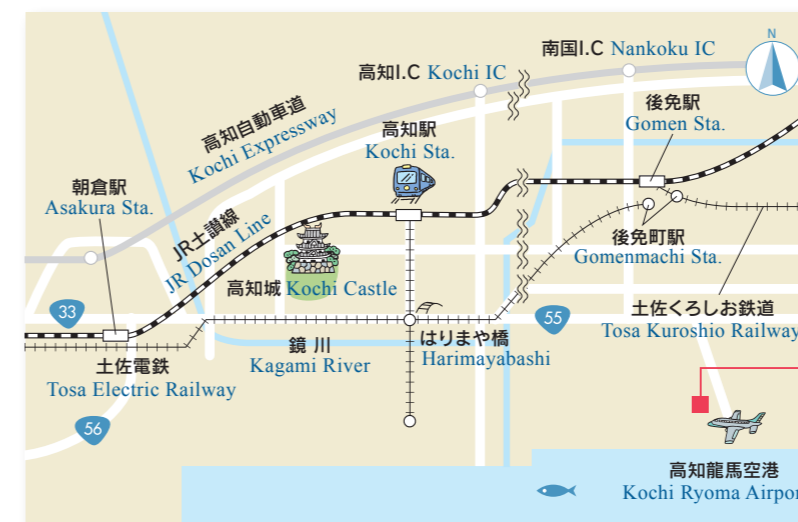 N
南国I.C Nankoku IC
高知I.C Kochi IC
高知自動車道
Kochi Expressway
後免駅
Gomen Sta.
高知駅
Kochi Sta.
朝倉駅
Asakura Sta.
JR土讃線
JR Dosan Line
後免町駅
Gomenmachi Sta.
高知城 Kochi Castle
33
55
土佐くろしお鉄道
Tosa Kuroshio Railway
はりまや橋
Harimayabashi
鏡 川
Kagami River
土佐電鉄
Tosa Electric Railway
56
高知龍馬空港
Kochi Ryoma Airpor